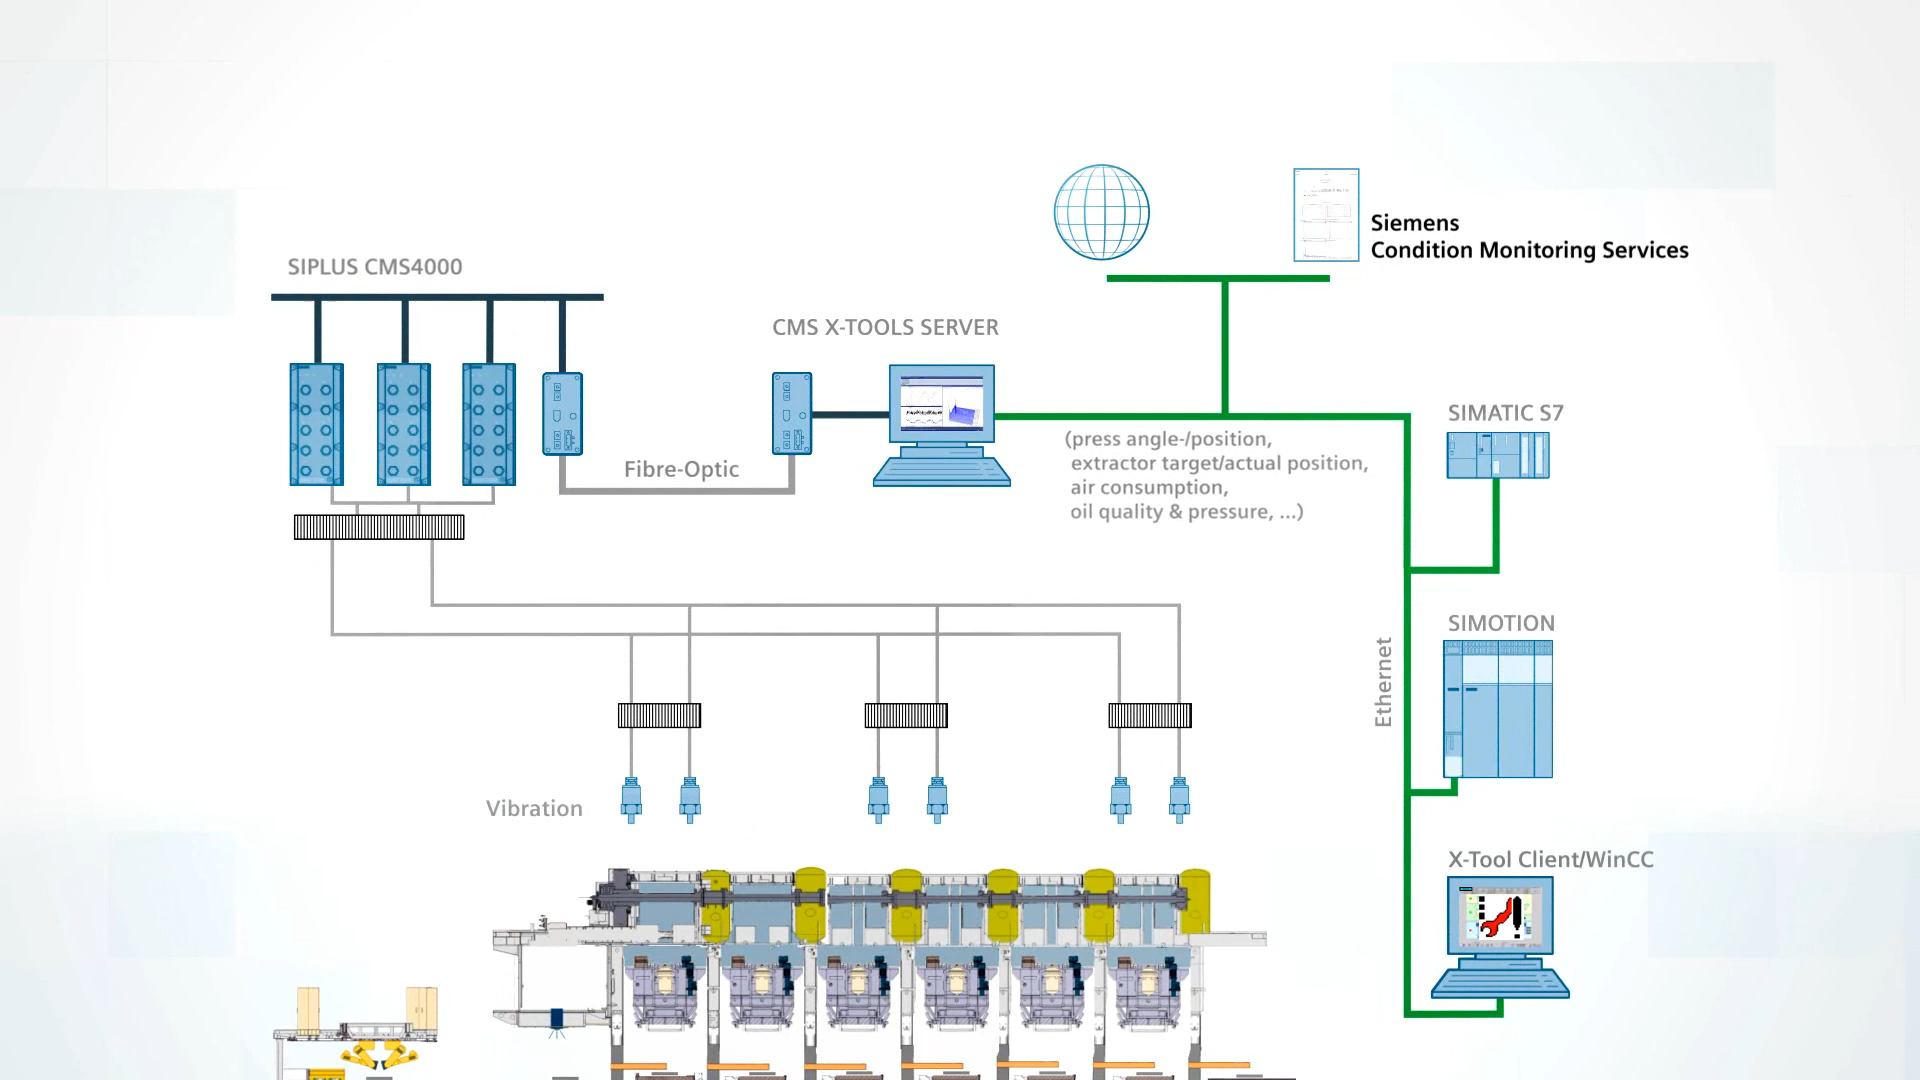 Siemens
Condition Monitoring Services
SIPLUS CMS4000
CMS X-TOOLS SERVER
SIMATIC S7
(press angle-/position,
extractor target/actual position,
air consumption,
oil quality & pressure, ...)
Fibre-Optic
SIMOTION
Ethernet
Vibration
X-Tool Client/WinCC